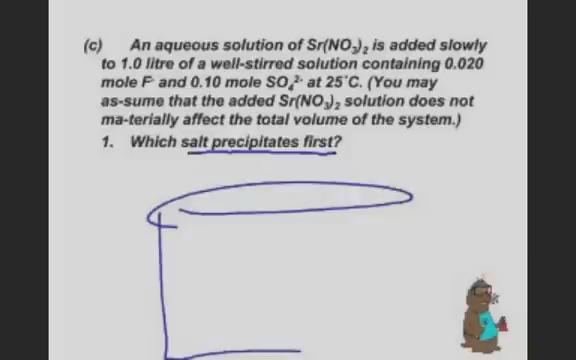 (c) An aqueous solution of Sr(NO₃)₂ is added slowly
to 1.0 litre of a well-stirred solution containing 0.020
mole F⁻ and 0.10 mole SO₄²⁻ at 25°C. (You may
as-sume that the added Sr(NO₃)₂ solution does not
ma-terially affect the total volume of the system.)
1. Which salt precipitates first?